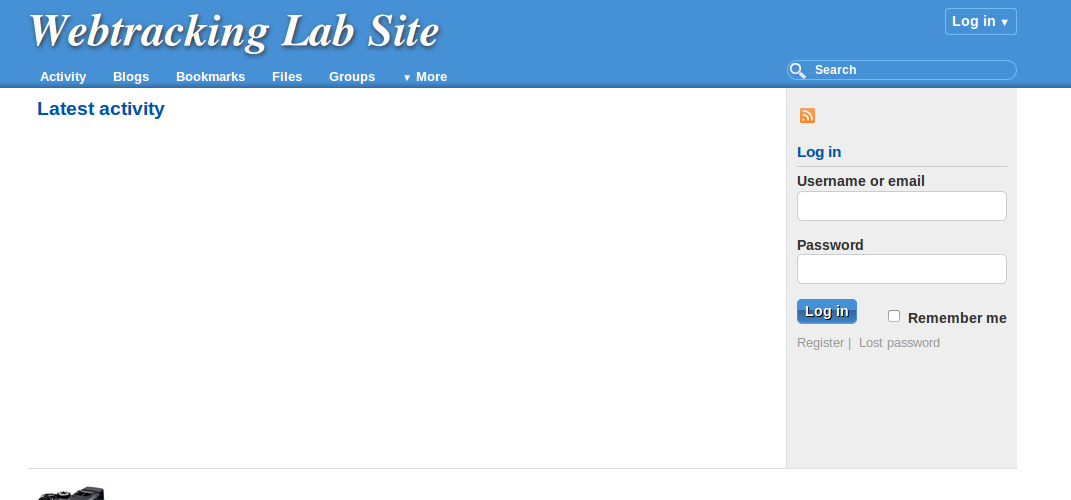 Webtracking Lab Site
Log in ▼
Activity Blogs Bookmarks Files Groups ▼ More
Search
Latest activity
Log in
Username or email
Password
Log in
Remember me
Register | Lost password